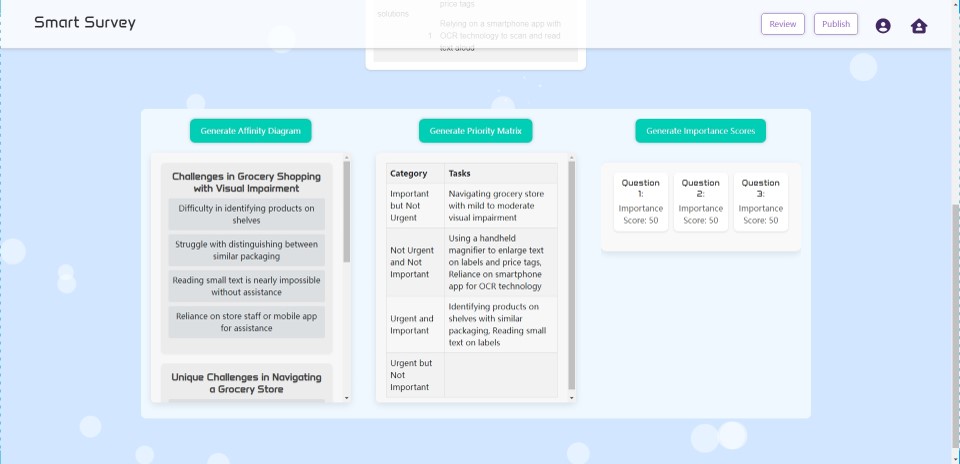 price tags
solutions
Relying on a smartphone app with
1 OCR technology to scan and read
text aloud
Smart Survey
Review
Publish
Generate Affinity Diagram
Challenges in Grocery Shopping
with Visual Impairment
Difficulty in identifying products on
shelves
Struggle with distinguishing between
similar packaging
Reading small text is nearly impossible
without assistance
Reliance on store staff or mobile app
for assistance
Unique Challenges in Navigating
a Grocery Store
Generate Priority Matrix
Category Tasks
Important
but Not
Urgent
Navigating grocery store
with mild to moderate
visual impairment
Not Urgent
and Not
Important
Using a handheld
magnifier to enlarge text
on labels and price tags,
Reliance on smartphone
app for OCR technology
Urgent and
Important
Identifying products on
shelves with similar
packaging, Reading small
text on labels
Urgent but
Not
Important
Generate Importance Scores
Question
1:
Importance
Score: 50
Question
2:
Importance
Score: 50
Question
3:
Importance
Score: 50